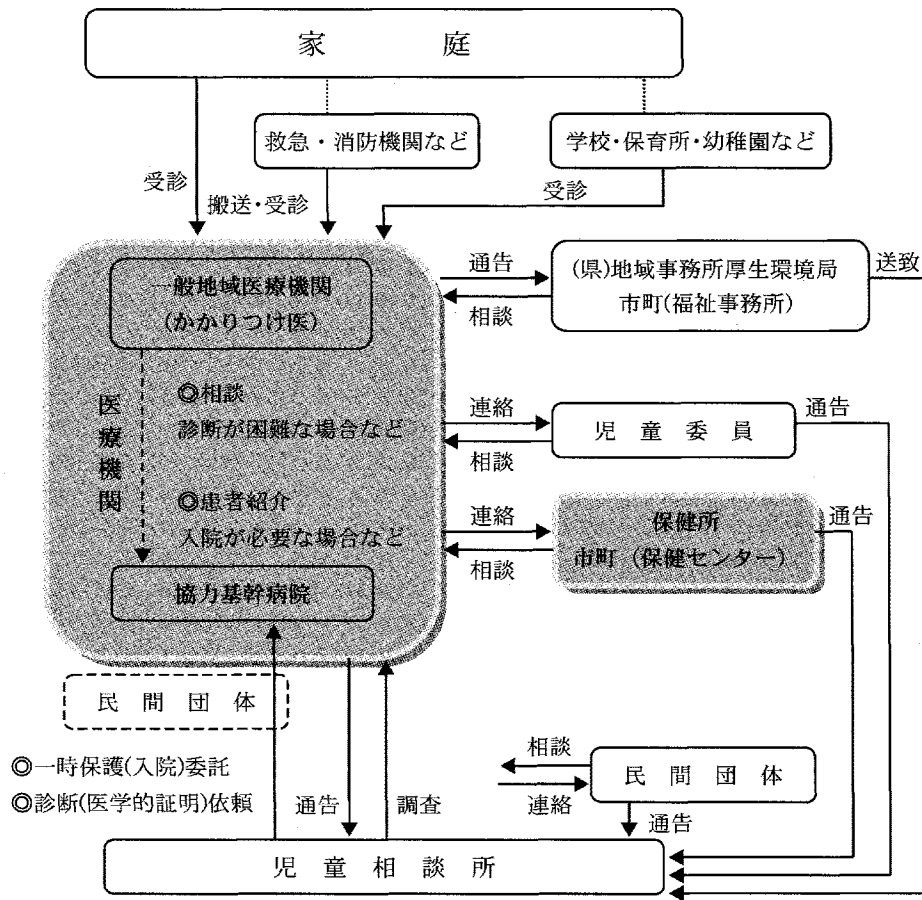 家庭
救急・消防機関など
学校・保育所・幼稚園など
受診
搬送・受診
受診
一般地域医療機関
(かかりつけ医)
通告
相談
(県)地域事務所厚生環境局
市町(福祉事務所)
送致
医療機関
◎相談
診断が困難な場合など
連絡
相談
児童委員
通告
◎患者紹介
入院が必要な場合など
連絡
相談
保健所
市町(保健センター)
通告
協力基幹病院
民間団体
◎一時保護(入院)委託
◎診断(医学的証明)依頼
通告
調査
相談
連絡
民間団体
通告
児童相談所